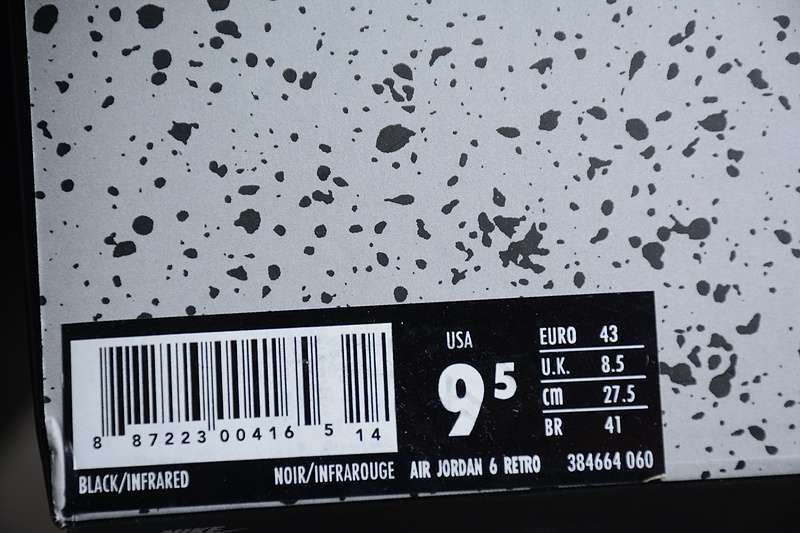 USA
9 5
EURO 43
U.K. 8.5
cm 27.5
BR 41
8 87223 00416 5 14
BLACK/INFRARED NOIR/INFRAROUGE AIR JORDAN 6 RETRO 384664 060